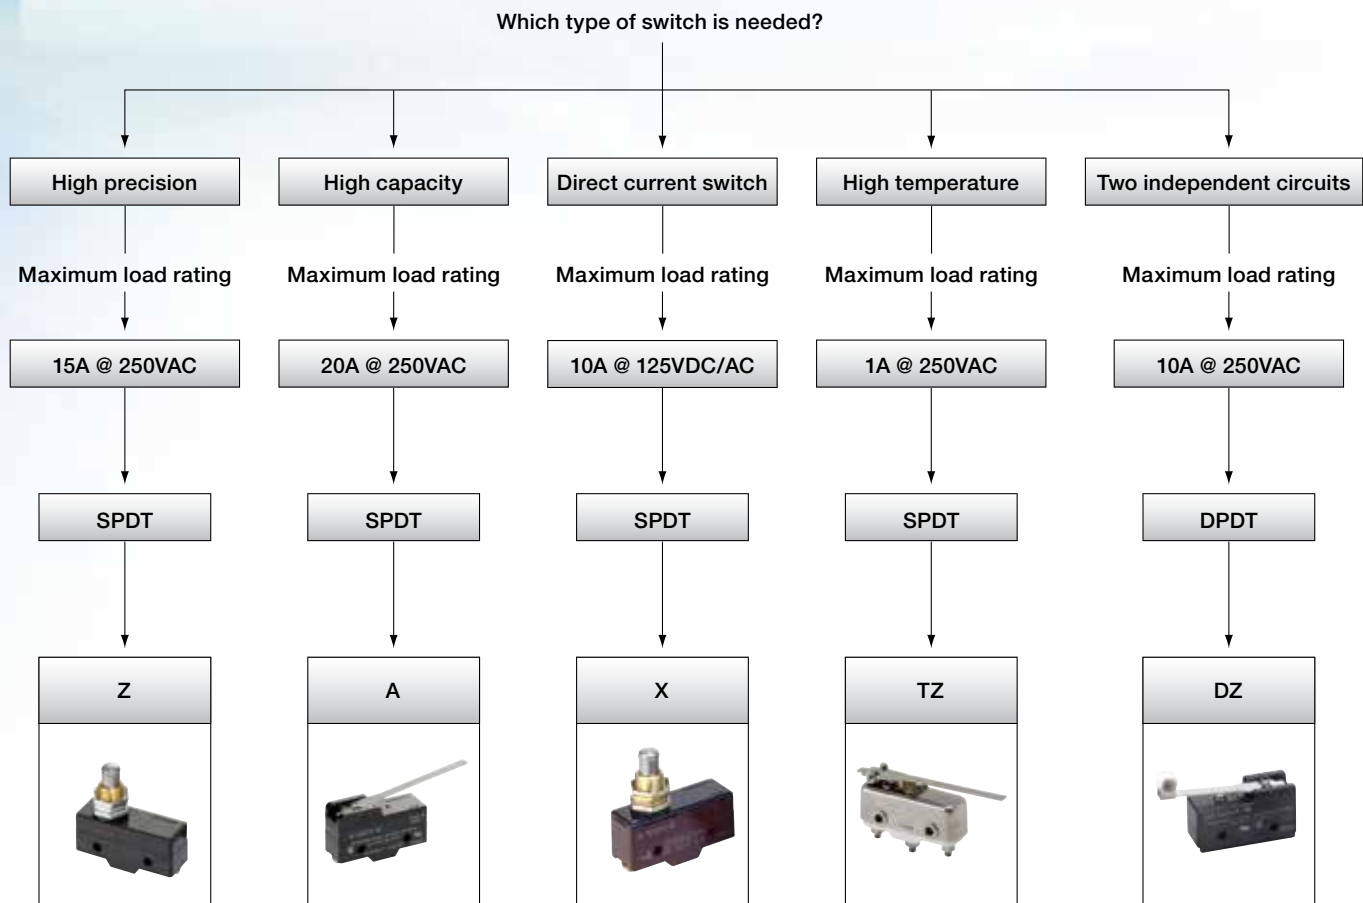 Which type of switch is needed?
High precision
High capacity
Direct current switch
High temperature
Two independent circuits
Maximum load rating
Maximum load rating
Maximum load rating
Maximum load rating
Maximum load rating
15A @ 250VAC
20A @ 250VAC
10A @ 125VDC/AC
1A @ 250VAC
10A @ 250VAC
SPDT
SPDT
SPDT
SPDT
DPDT
Z
A
X
TZ
DZ